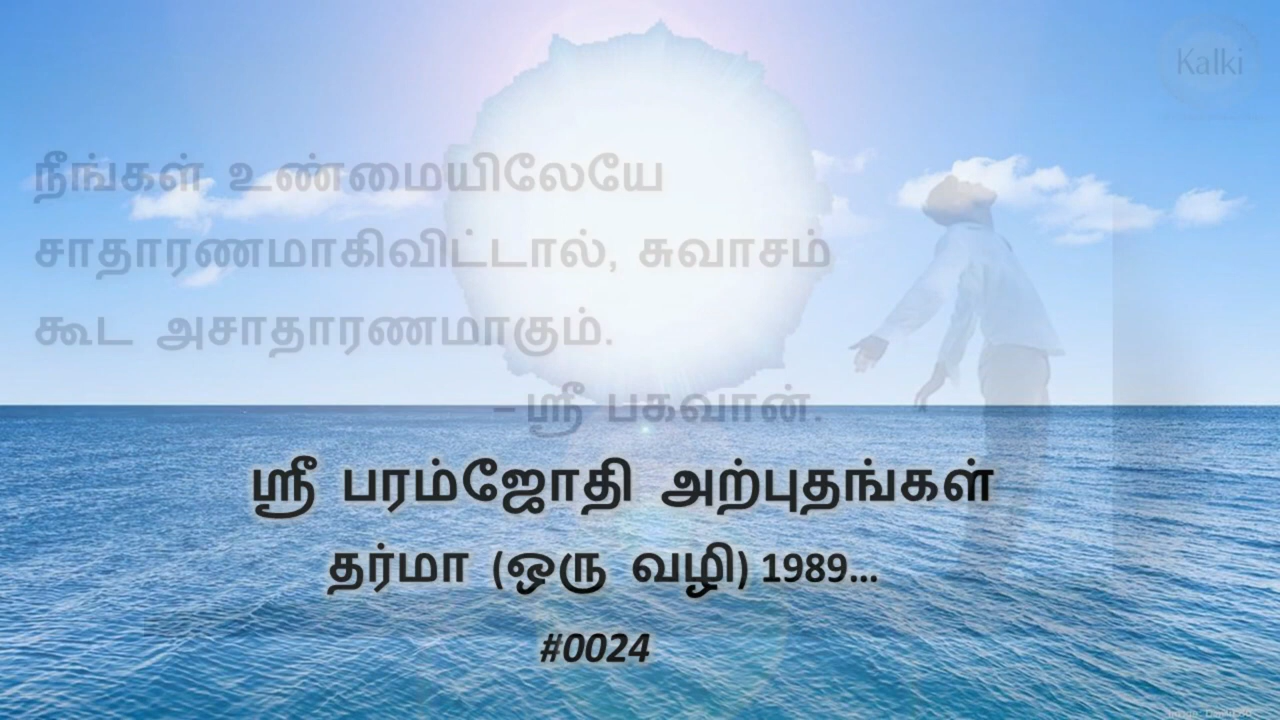 Kalki
நீங்கள் உண்மையிலேயே
சாதாரணமாகிவிட்டால், சுவாசம்
கூட அசாதாரணமாகும்.
–ஸ்ரீ பகவான்.
ஸ்ரீ பரம்ஜோதி அற்புதங்கள்
தர்மா (ஒரு வழி) 1989...
#0024